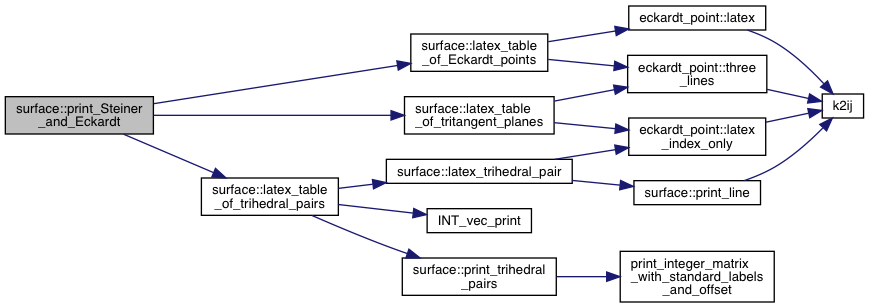 surface::print_Steiner
_and_Eckardt
surface::latex_table
_of_Eckardt_points
surface::latex_table
_of_tritangent_planes
surface::latex_table
_of_trihedral_pairs
eckardt_point::latex
eckardt_point::three
_lines
eckardt_point::latex
_index_only
k2ij
surface::latex_trihedral_pair
surface::print_line
INT_vec_print
surface::print_trihedral
_pairs
print_integer_matrix
_with_standard_labels
_and_offset